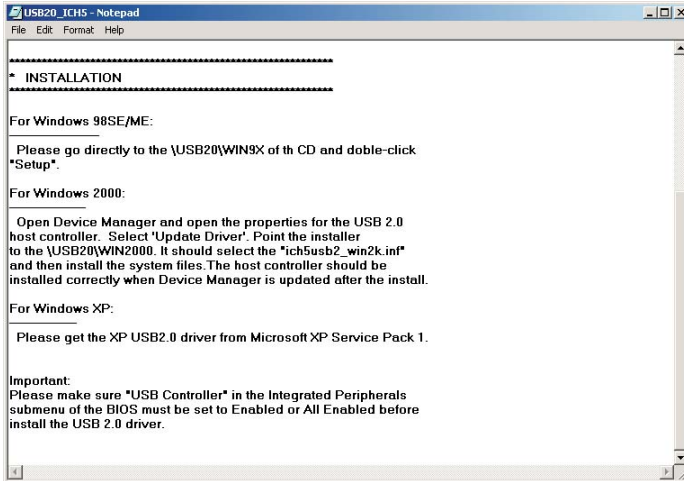 USB20_ICH5 - Notepad
File Edit Format Help
*****************************************************************
* INSTALLATION
*****************************************************************
For Windows 98SE/ME:
Please go directly to the \USB20\WIN9X of th CD and doble-click
"Setup".
For Windows 2000:
Open Device Manager and open the properties for the USB 2.0
host controller. Select 'Update Driver'. Point the installer
to the \USB20\WIN2000. It should select the "ich5usb2_win2k.inf"
and then install the system files.The host controller should be
installed correctly when Device Manager is updated after the install.
For Windows XP:
Please get the XP USB2.0 driver from Microsoft XP Service Pack 1.
Important:
Please make sure "USB Controller" in the Integrated Peripherals
submenu of the BIOS must be set to Enabled or All Enabled before
install the USB 2.0 driver.